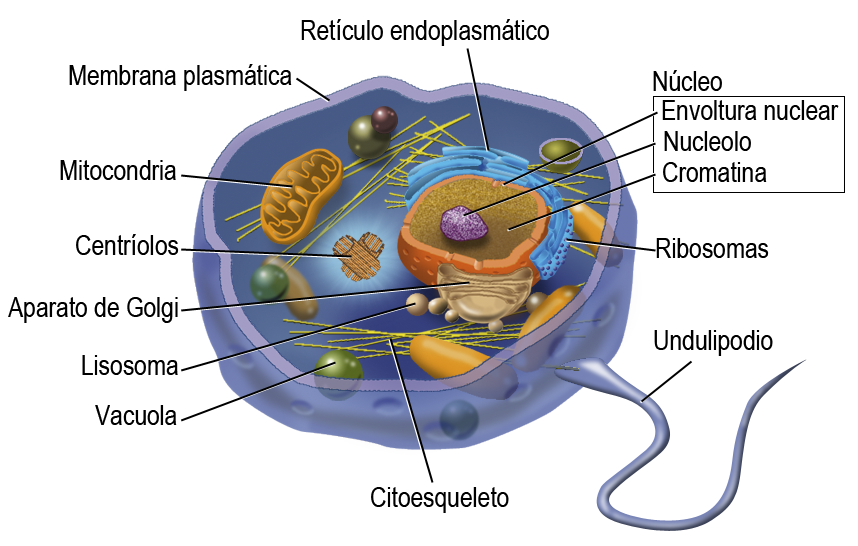 Retículo endoplasmático
Membrana plasmática
Núcleo
Envoltura nuclear
Nucleolo
Cromatina
Mitocondria
Centríolos
Ribosomas
Aparato de Golgi
Undulipodio
Lisosoma
Vacuola
Citoesqueleto